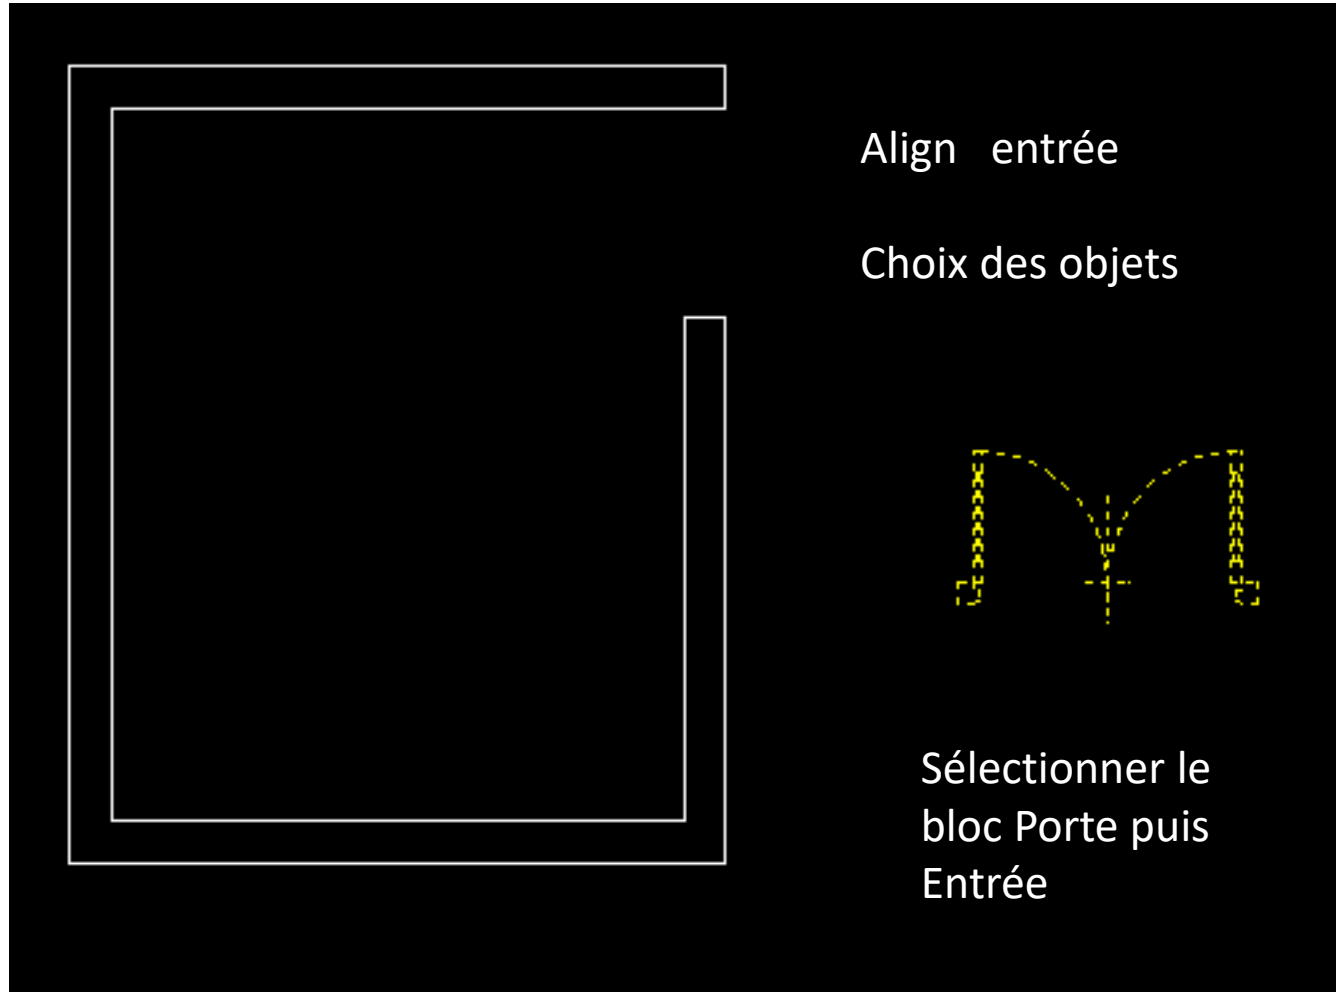 Align entrée
Choix des objets
Sélectionner le
bloc Porte puis
Entrée